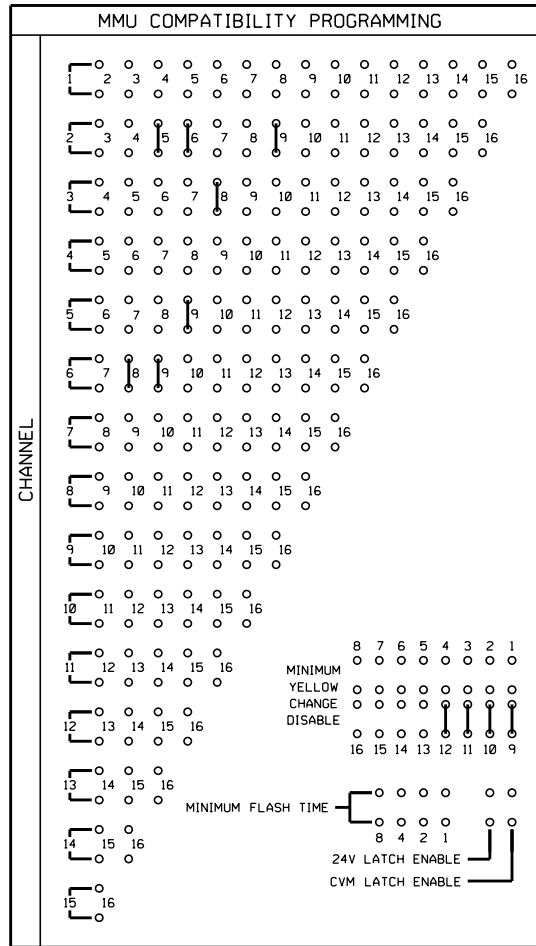 MMU COMPATIBILITY PROGRAMMING
CHANNEL
1 2 3 4 5 6 7 8 9 10 11 12 13 14 15 16
2 3 4 5 6 7 8 9 10 11 12 13 14 15 16
3 4 5 6 7 8 9 10 11 12 13 14 15 16
4 5 6 7 8 9 10 11 12 13 14 15 16
5 6 7 8 9 10 11 12 13 14 15 16
6 7 8 9 10 11 12 13 14 15 16
7 8 9 10 11 12 13 14 15 16
8 9 10 11 12 13 14 15 16
9 10 11 12 13 14 15 16
10 11 12 13 14 15 16
11 12 13 14 15 16
12 13 14 15 16
13 14 15 16
14 15 16
15 16
8 7 6 5 4 3 2 1
MINIMUM
YELLOW
CHANGE
DISABLE
16 15 14 13 12 11 10 9
MINIMUM FLASH TIME
8 4 2 1
24V LATCH ENABLE
CVM LATCH ENABLE